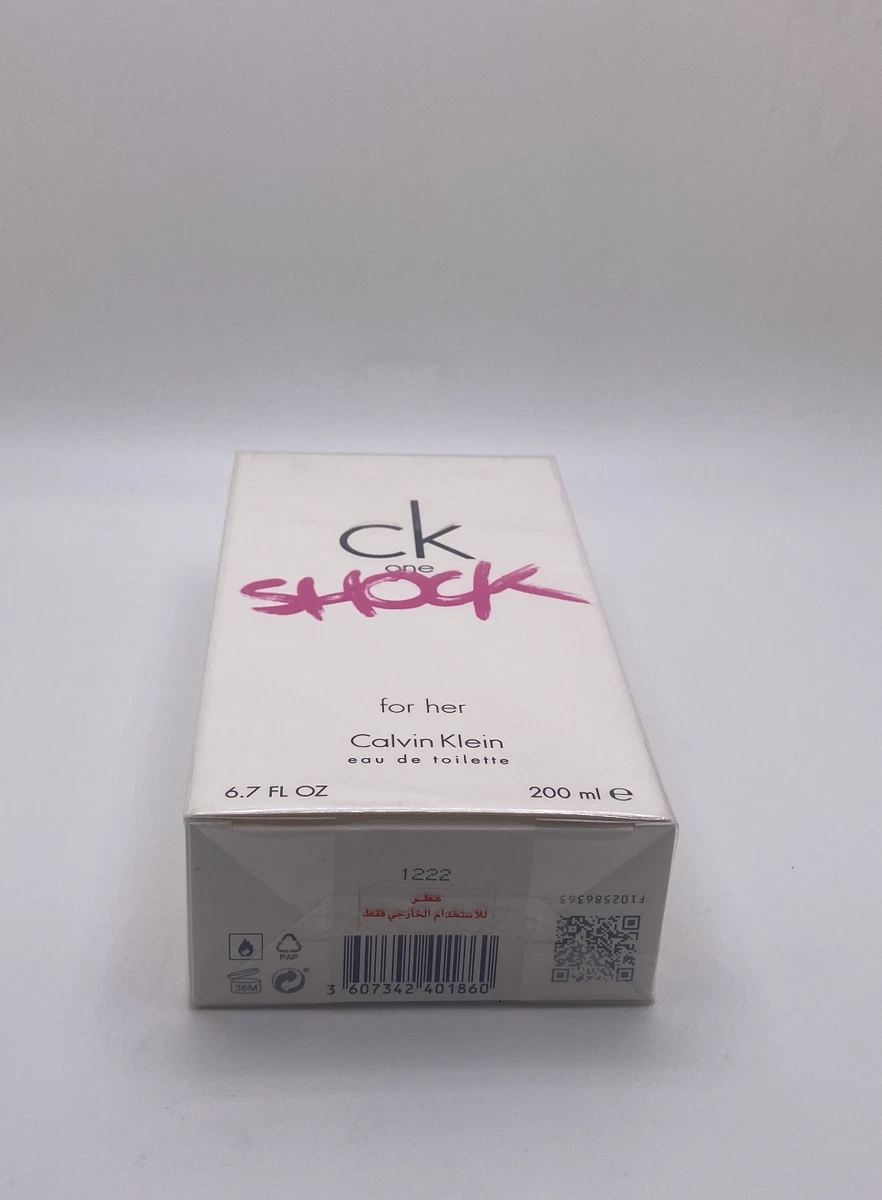 ck
one
SHOCK
for her
Calvin Klein
eau de toilette
6.7 FL OZ 200 ml ℮
1222
عطر
للاستخدام الخارجي فقط
FI02586363
PAP
36M
3 607342 401860